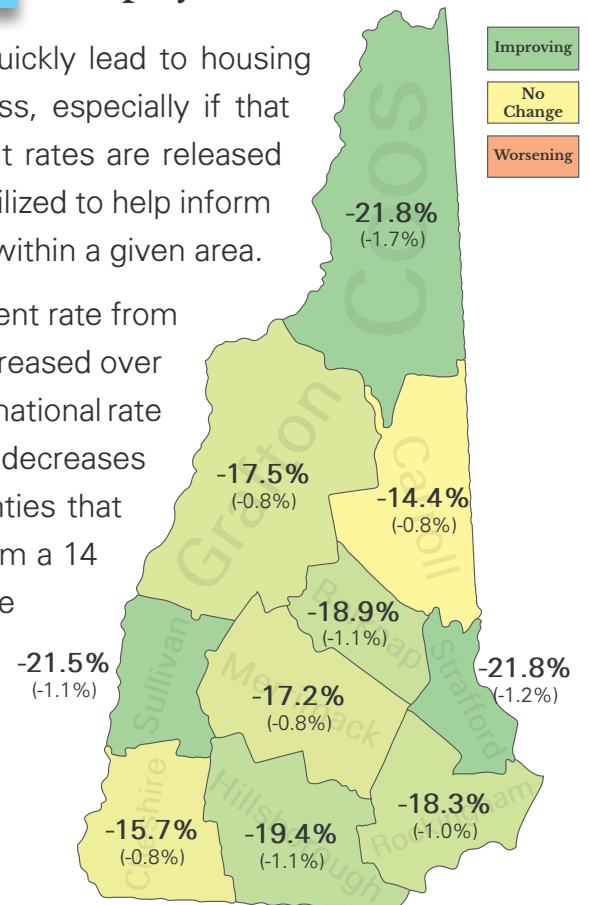 uickly lead to housing
ss, especially if that
t rates are released
ilized to help inform
within a given area.
ent rate from
reased over
national rate
decreases
nties that
m a 14
e
Improving
No
Change
Worsening
Coos
-21.8%
(-1.7%)
Grafton
-17.5%
(-0.8%)
Carroll
-14.4%
(-0.8%)
Belknap
-18.9%
(-1.1%)
Sullivan
-21.5%
(-1.1%)
Merrimack
-17.2%
(-0.8%)
Strafford
-21.8%
(-1.2%)
Cheshire
-15.7%
(-0.8%)
Hillsborough
-19.4%
(-1.1%)
Rockingham
-18.3%
(-1.0%)